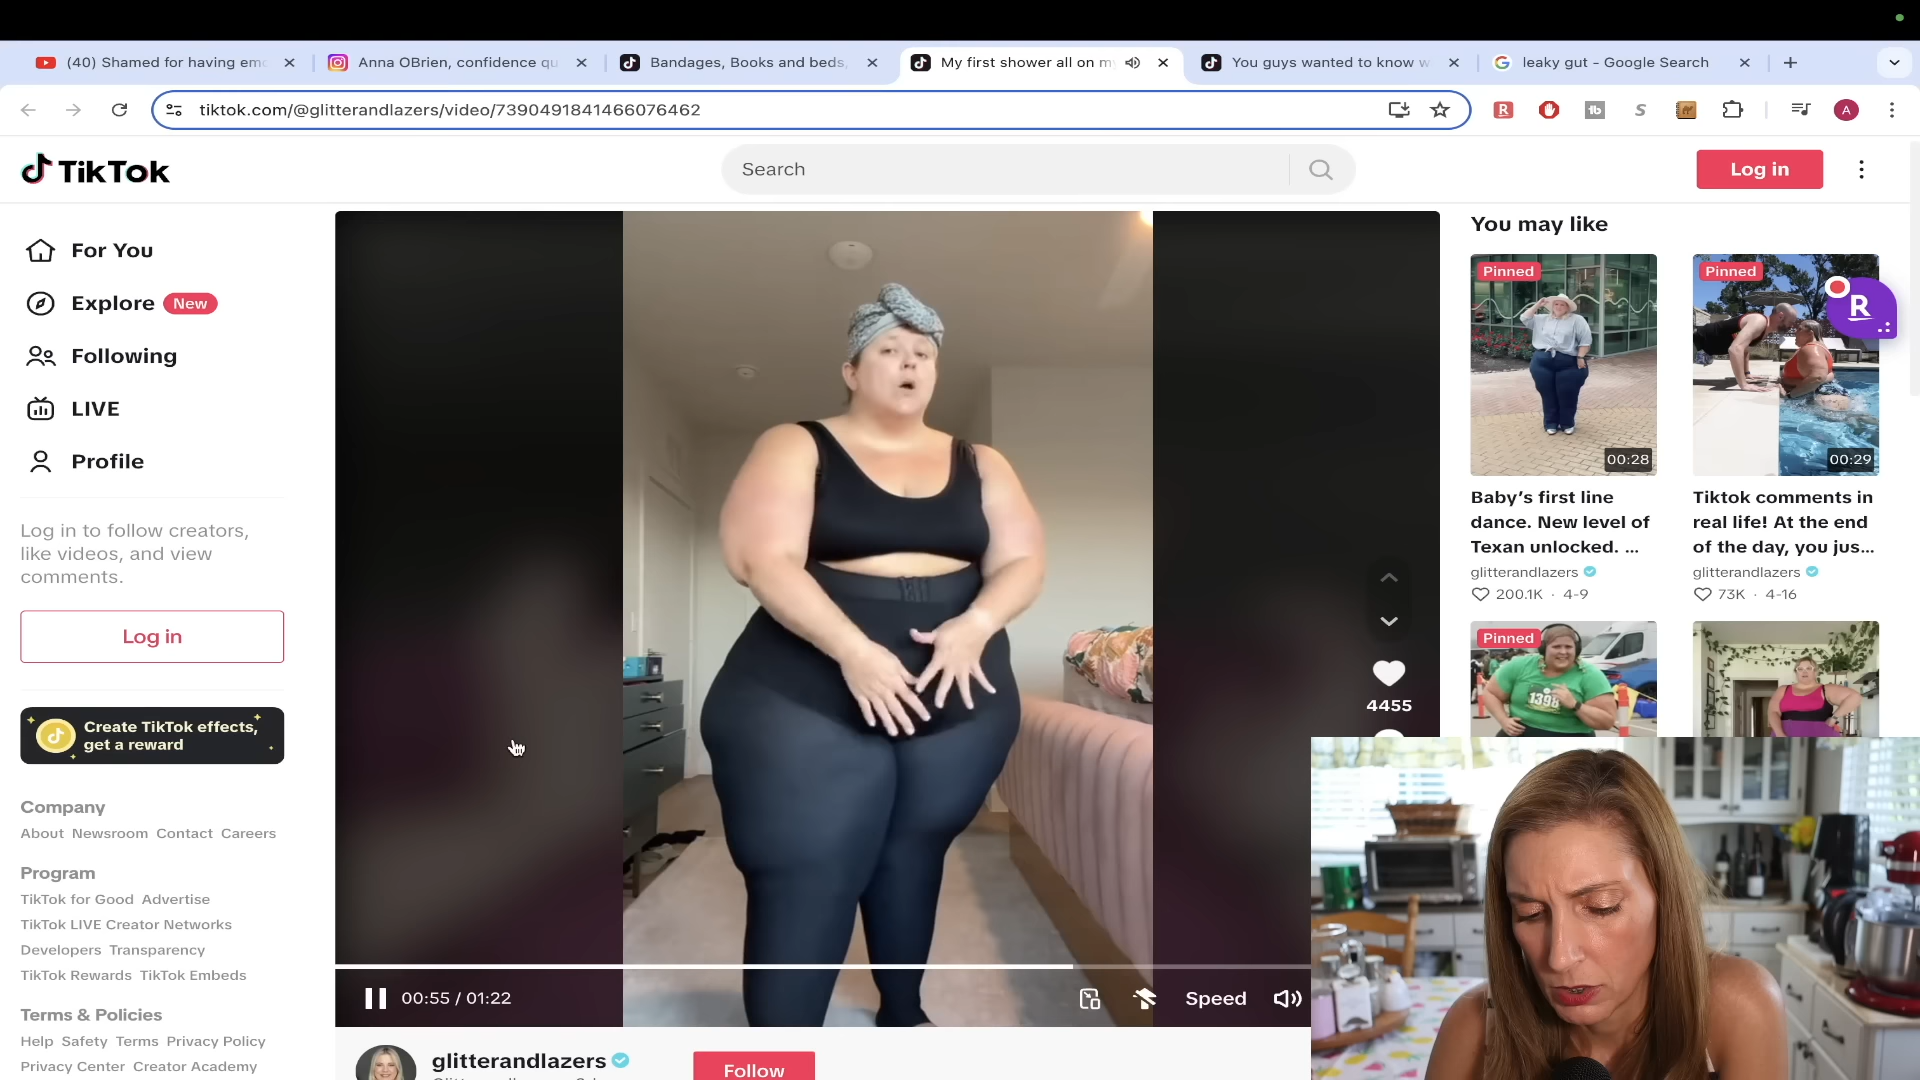 (40) Shamed for having emo
Anna OBrien, confidence qu
Bandages, Books and beds,
My first shower all on m
You guys wanted to know w
leaky gut - Google Search
tiktok.com/@glitterandlazers/video/7390491841466076462
A
TikTok
Search
Log in
For You
Explore New
Following
LIVE
Profile
Log in to follow creators,
like videos, and view
comments.
Log in
Create TikTok effects,
get a reward
Company
About Newsroom Contact Careers
Program
TikTok for Good Advertise
TikTok LIVE Creator Networks
Developers Transparency
TikTok Rewards TikTok Embeds
Terms & Policies
Help Safety Terms Privacy Policy
Privacy Center Creator Academy
4455
00:55 / 01:22
Speed
glitterandlazers
Follow
You may like
Pinned
00:28
Baby's first line
dance. New level of
Texan unlocked. ...
glitterandlazers
200.1K · 4-9
Pinned
R
00:29
Tiktok comments in
real life! At the end
of the day, you jus...
glitterandlazers
73K · 4-16
Pinned
1398